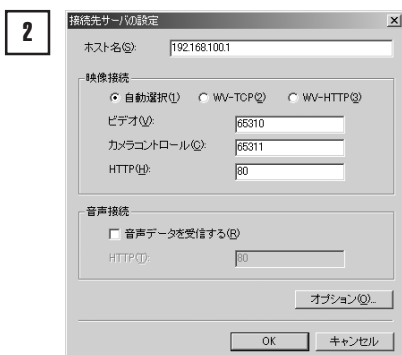 2
接続先サーバの設定
ホスト名(S): 192.168.100.1
映像接続
自動選択(1) WV-TCP(2) WV-HTTP(3)
ビデオ(V): 65310
カメラコントロール(C): 65311
HTTP(H): 80
音声接続
音声データを受信する(R)
HTTP(T): 80
オプション(O)...
OK キャンセル